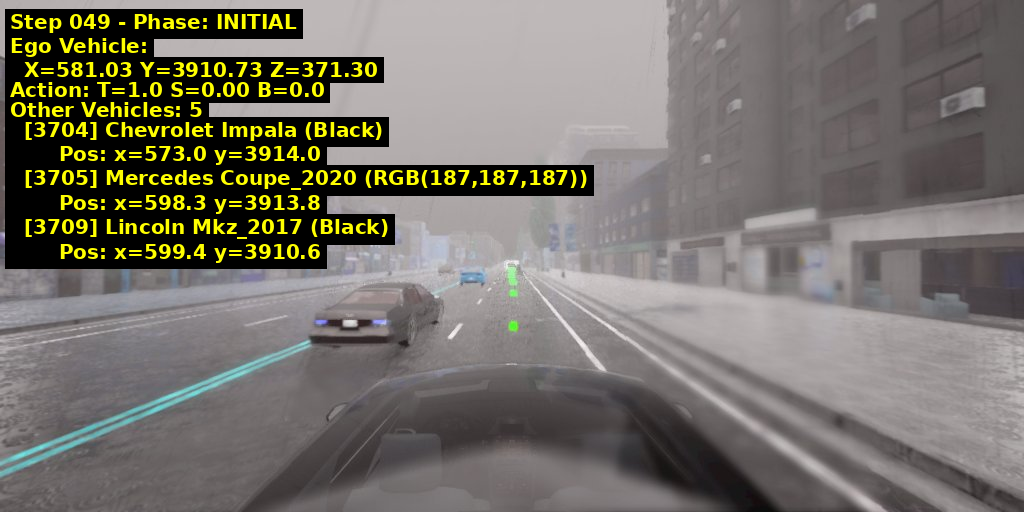 Step 049 - Phase: INITIAL
Ego Vehicle:
X=581.03 Y=3910.73 Z=371.30
Action: T=1.0 S=0.00 B=0.0
Other Vehicles: 5
[3704] Chevrolet Impala (Black)
Pos: x=573.0 y=3914.0
[3705] Mercedes Coupe_2020 (RGB(187,187,187))
Pos: x=598.3 y=3913.8
[3709] Lincoln Mkz_2017 (Black)
Pos: x=599.4 y=3910.6